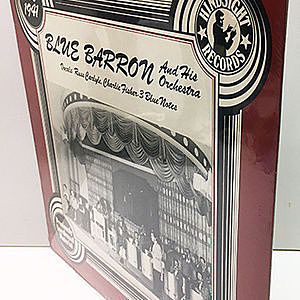 1941
HINDSIGHT
RECORDS
BLUE BARRON And His
Orchestra
Vocals: Russ Carlyle, Charlie Fisher, 3 Blue Notes